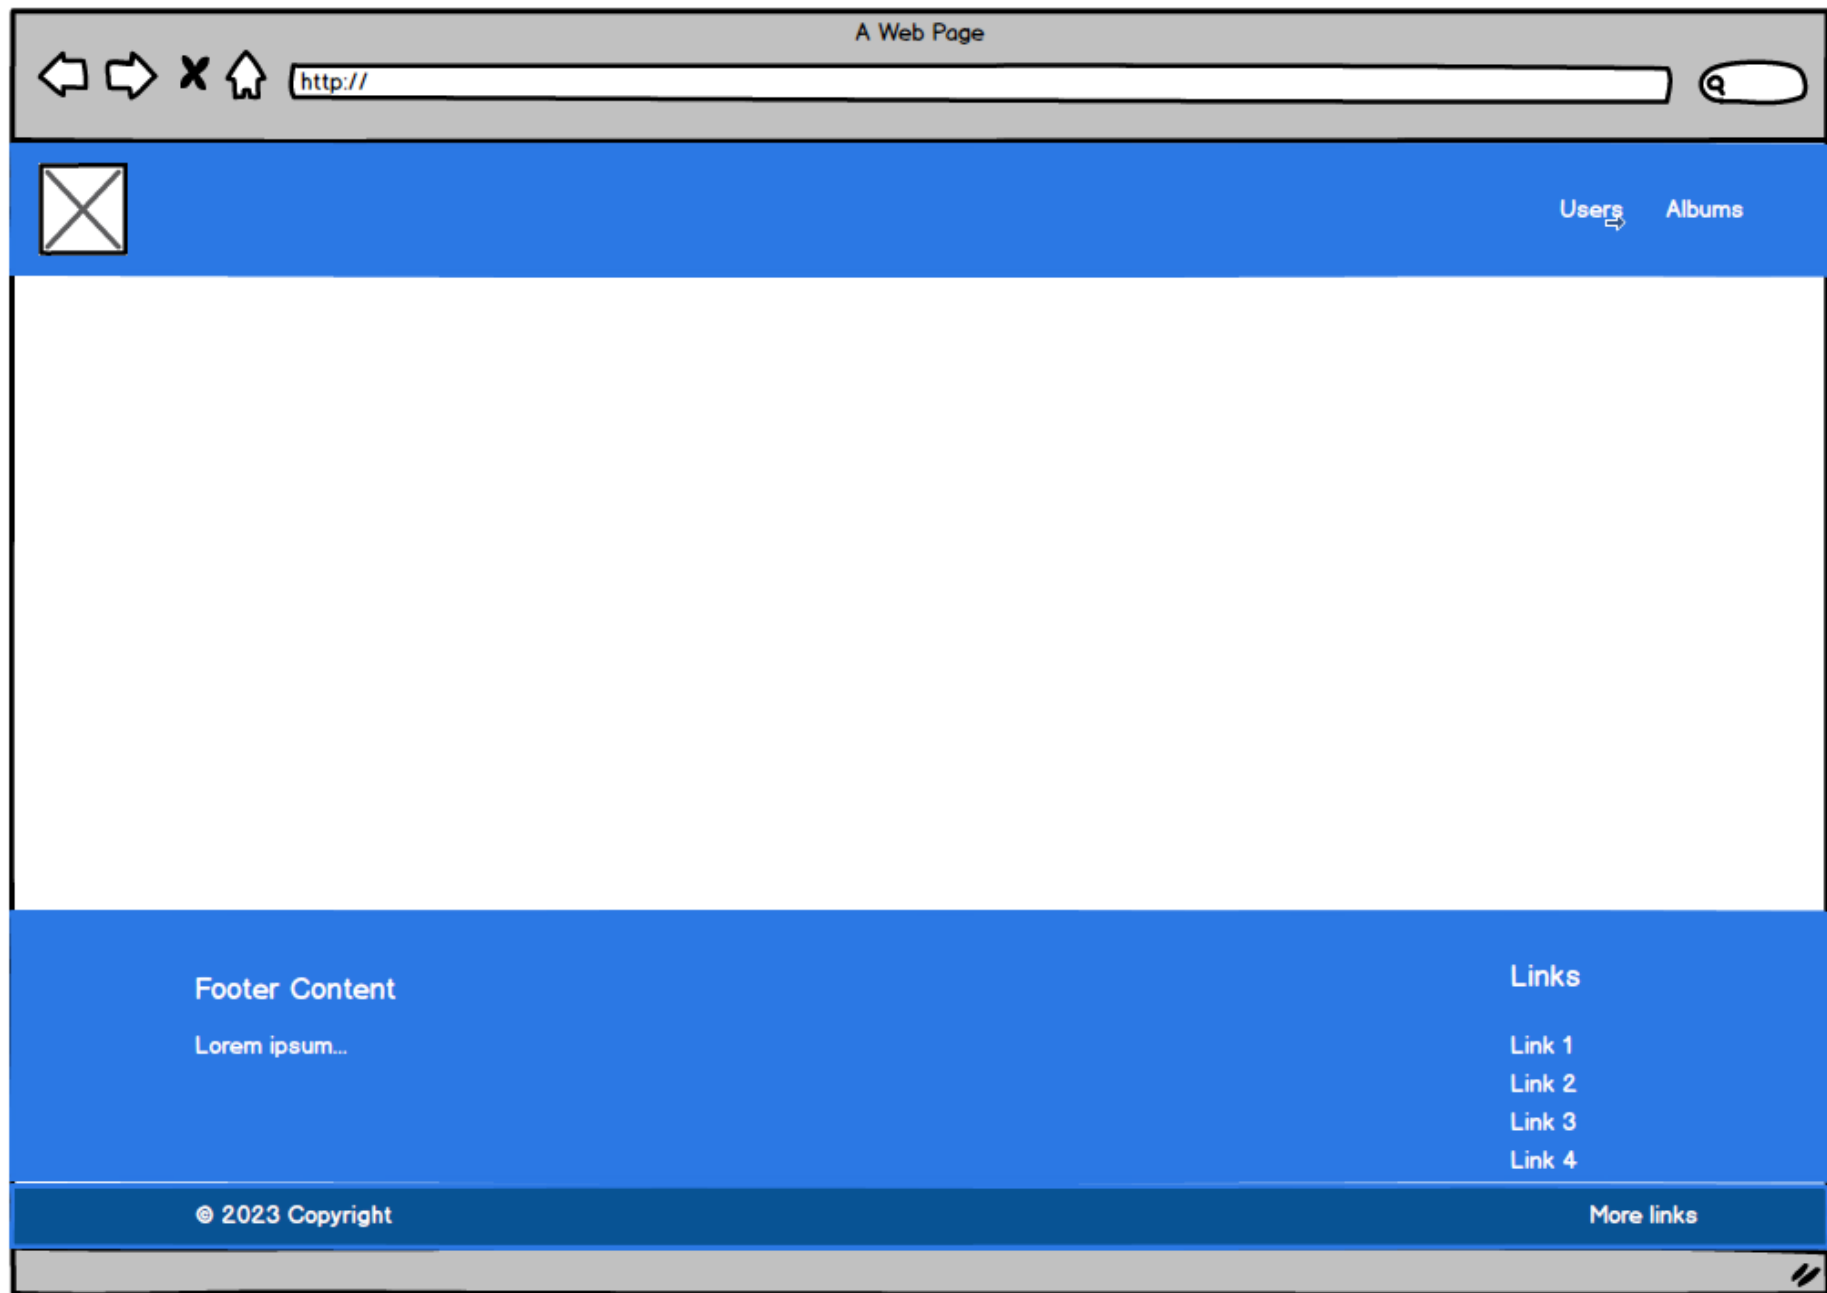 A Web Page
http://
Users Albums
Footer Content
Lorem ipsum...
Links
Link 1
Link 2
Link 3
Link 4
© 2023 Copyright
More links